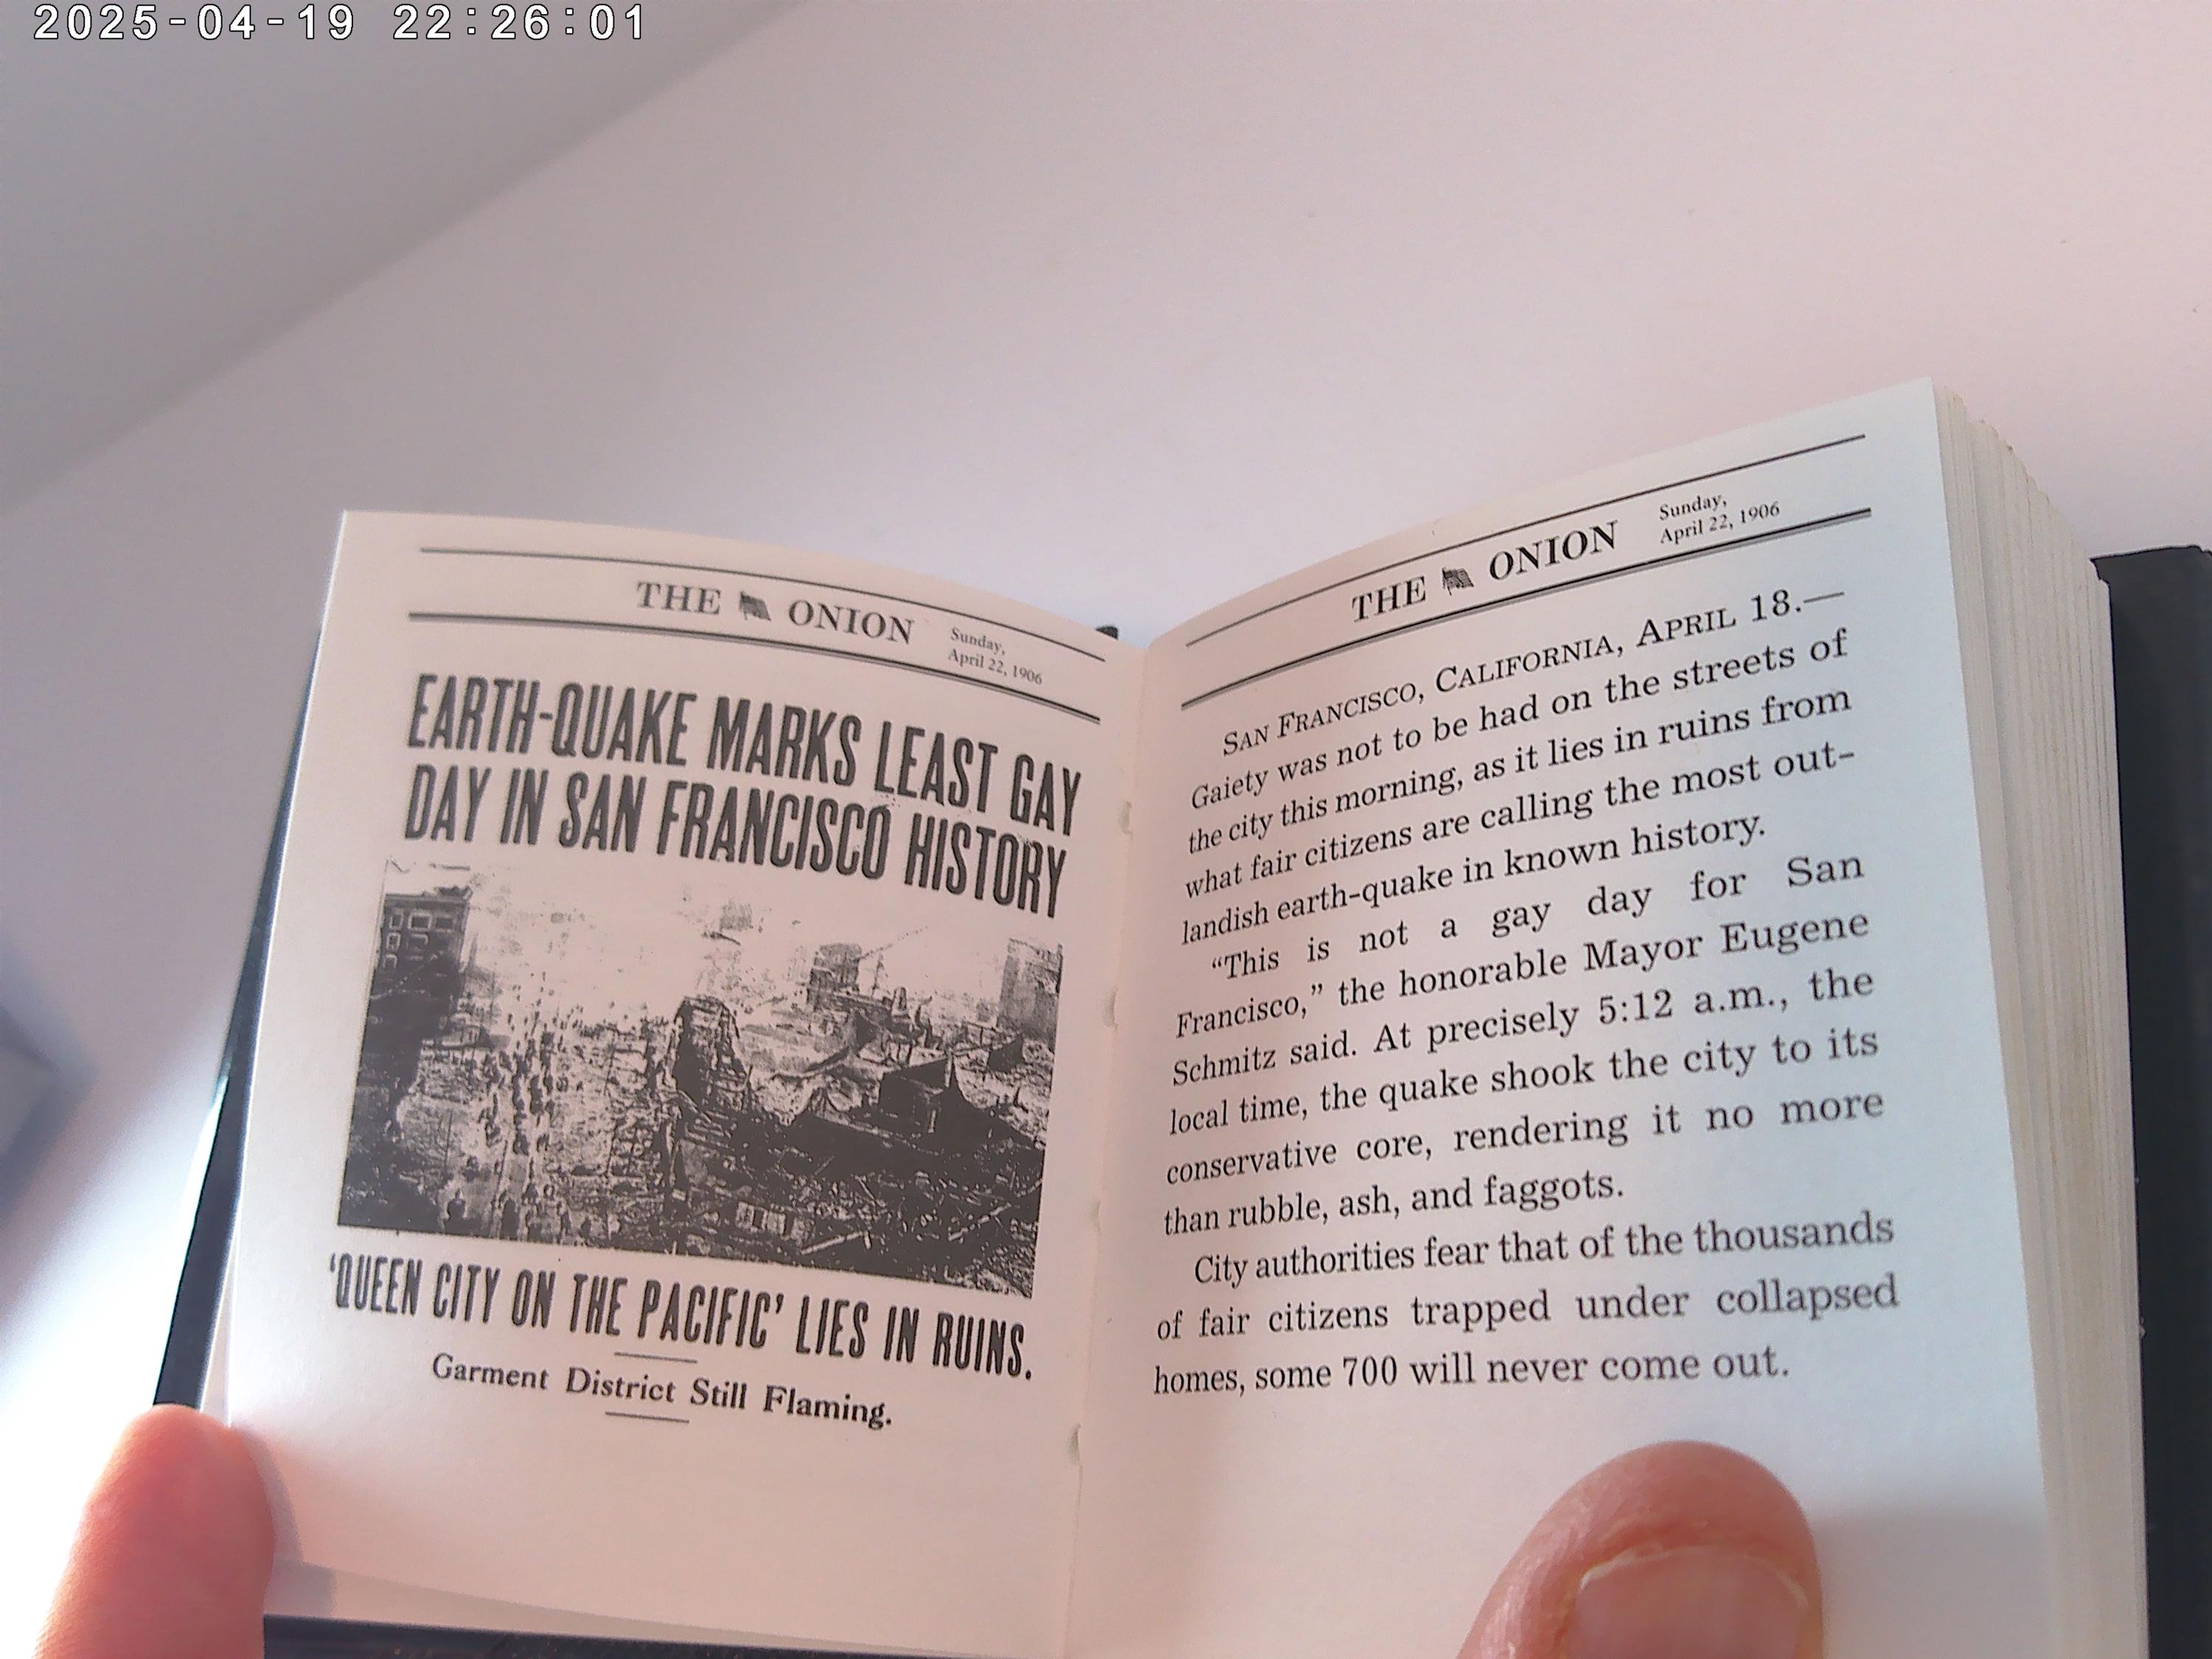 2025-04-19 22:26:01
THE ONION
Sunday,
April 22, 1906
EARTH-QUAKE MARKS LEAST GAY
DAY IN SAN FRANCISCO HISTORY
‘QUEEN CITY ON THE PACIFIC’ LIES IN RUINS.
Garment District Still Flaming.
THE ONION
Sunday,
April 22, 1906
SAN FRANCISCO, CALIFORNIA, APRIL 18.—
Gaiety was not to be had on the streets of
the city this morning, as it lies in ruins from
what fair citizens are calling the most out-
landish earth-quake in known history.
“This is not a gay day for San
Francisco,” the honorable Mayor Eugene
Schmitz said. At precisely 5:12 a.m., the
local time, the quake shook the city to its
conservative core, rendering it no more
than rubble, ash, and faggots.
City authorities fear that of the thousands
of fair citizens trapped under collapsed
homes, some 700 will never come out.